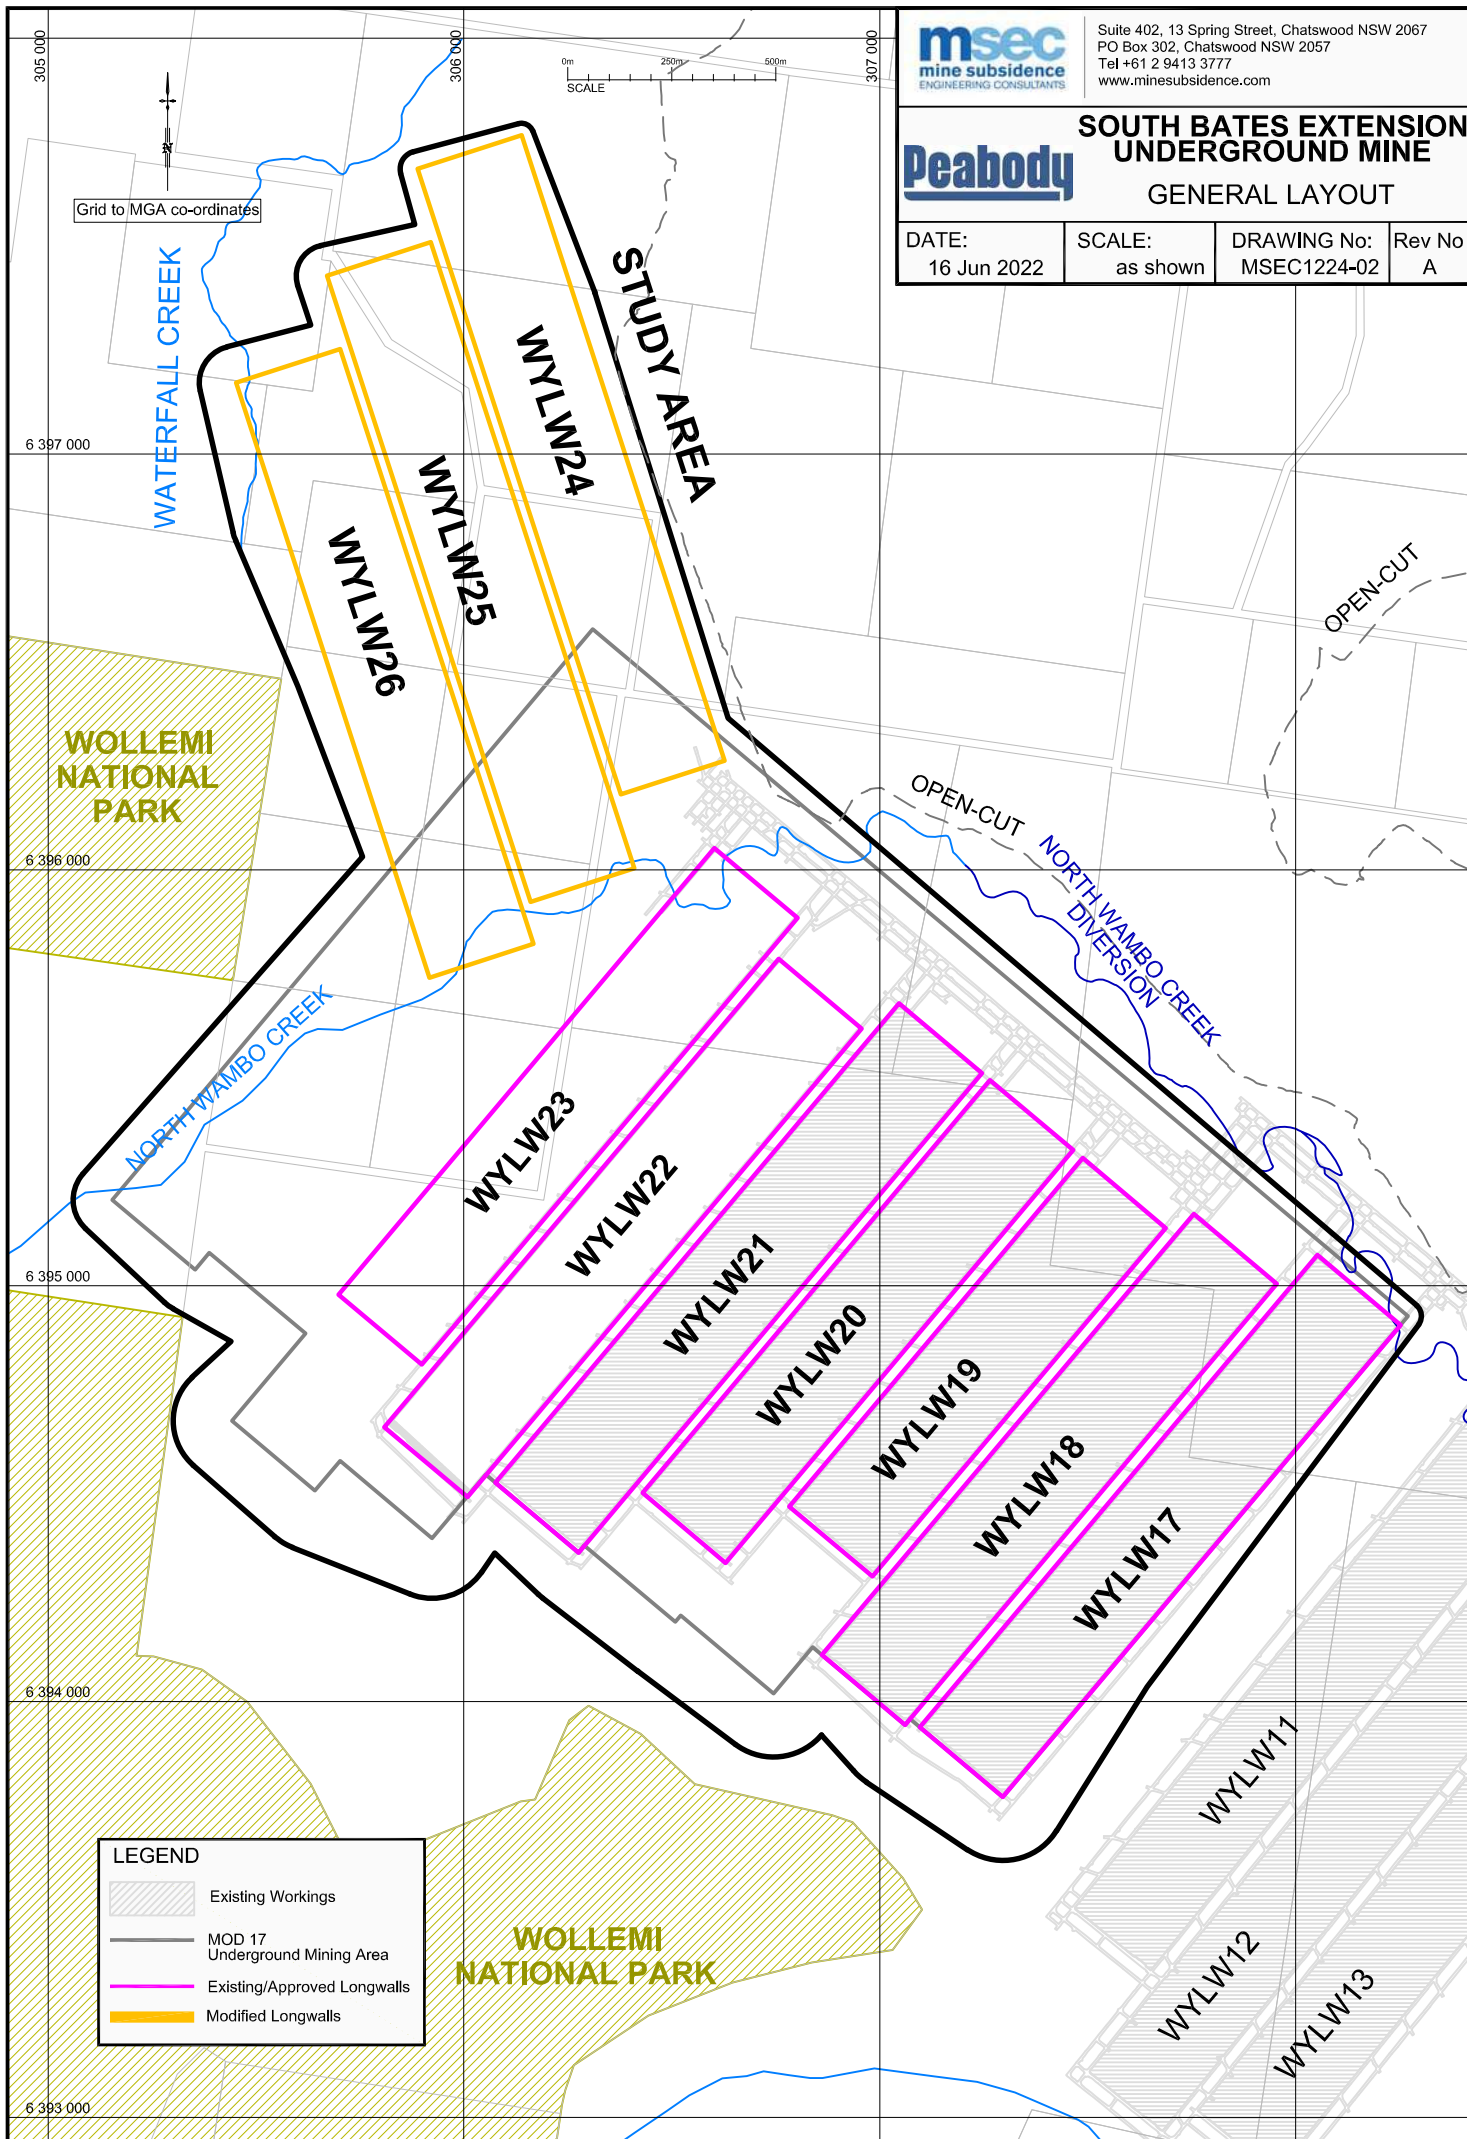 305 000
306 000
307 000
0m
250m
500m
SCALE
msec
mine subsidence
ENGINEERING CONSULTANTS
Suite 402, 13 Spring Street, Chatswood NSW 2067
PO Box 302, Chatswood NSW 2057
Tel +61 2 9413 3777
www.minesubsidence.com
Peabody
SOUTH BATES EXTENSION
UNDERGROUND MINE
GENERAL LAYOUT
DATE:
16 Jun 2022
SCALE:
as shown
DRAWING No:
MSEC1224-02
Rev No
A
N
Grid to MGA co-ordinates
WATERFALL CREEK
STUDY AREA
WYLW24
WYLW25
WYLW26
6 397 000
OPEN-CUT
WOLLEMI
NATIONAL
PARK
OPEN-CUT
6 396 000
NORTH WAMBO CREEK
DIVERSION
NORTH WAMBO CREEK
WYLW23
WYLW22
WYLW21
WYLW20
WYLW19
WYLW18
WYLW17
6 395 000
6 394 000
WYLW11
WYLW12
WYLW13
WOLLEMI
NATIONAL PARK
LEGEND
Existing Workings
MOD 17
Underground Mining Area
Existing/Approved Longwalls
Modified Longwalls
6 393 000